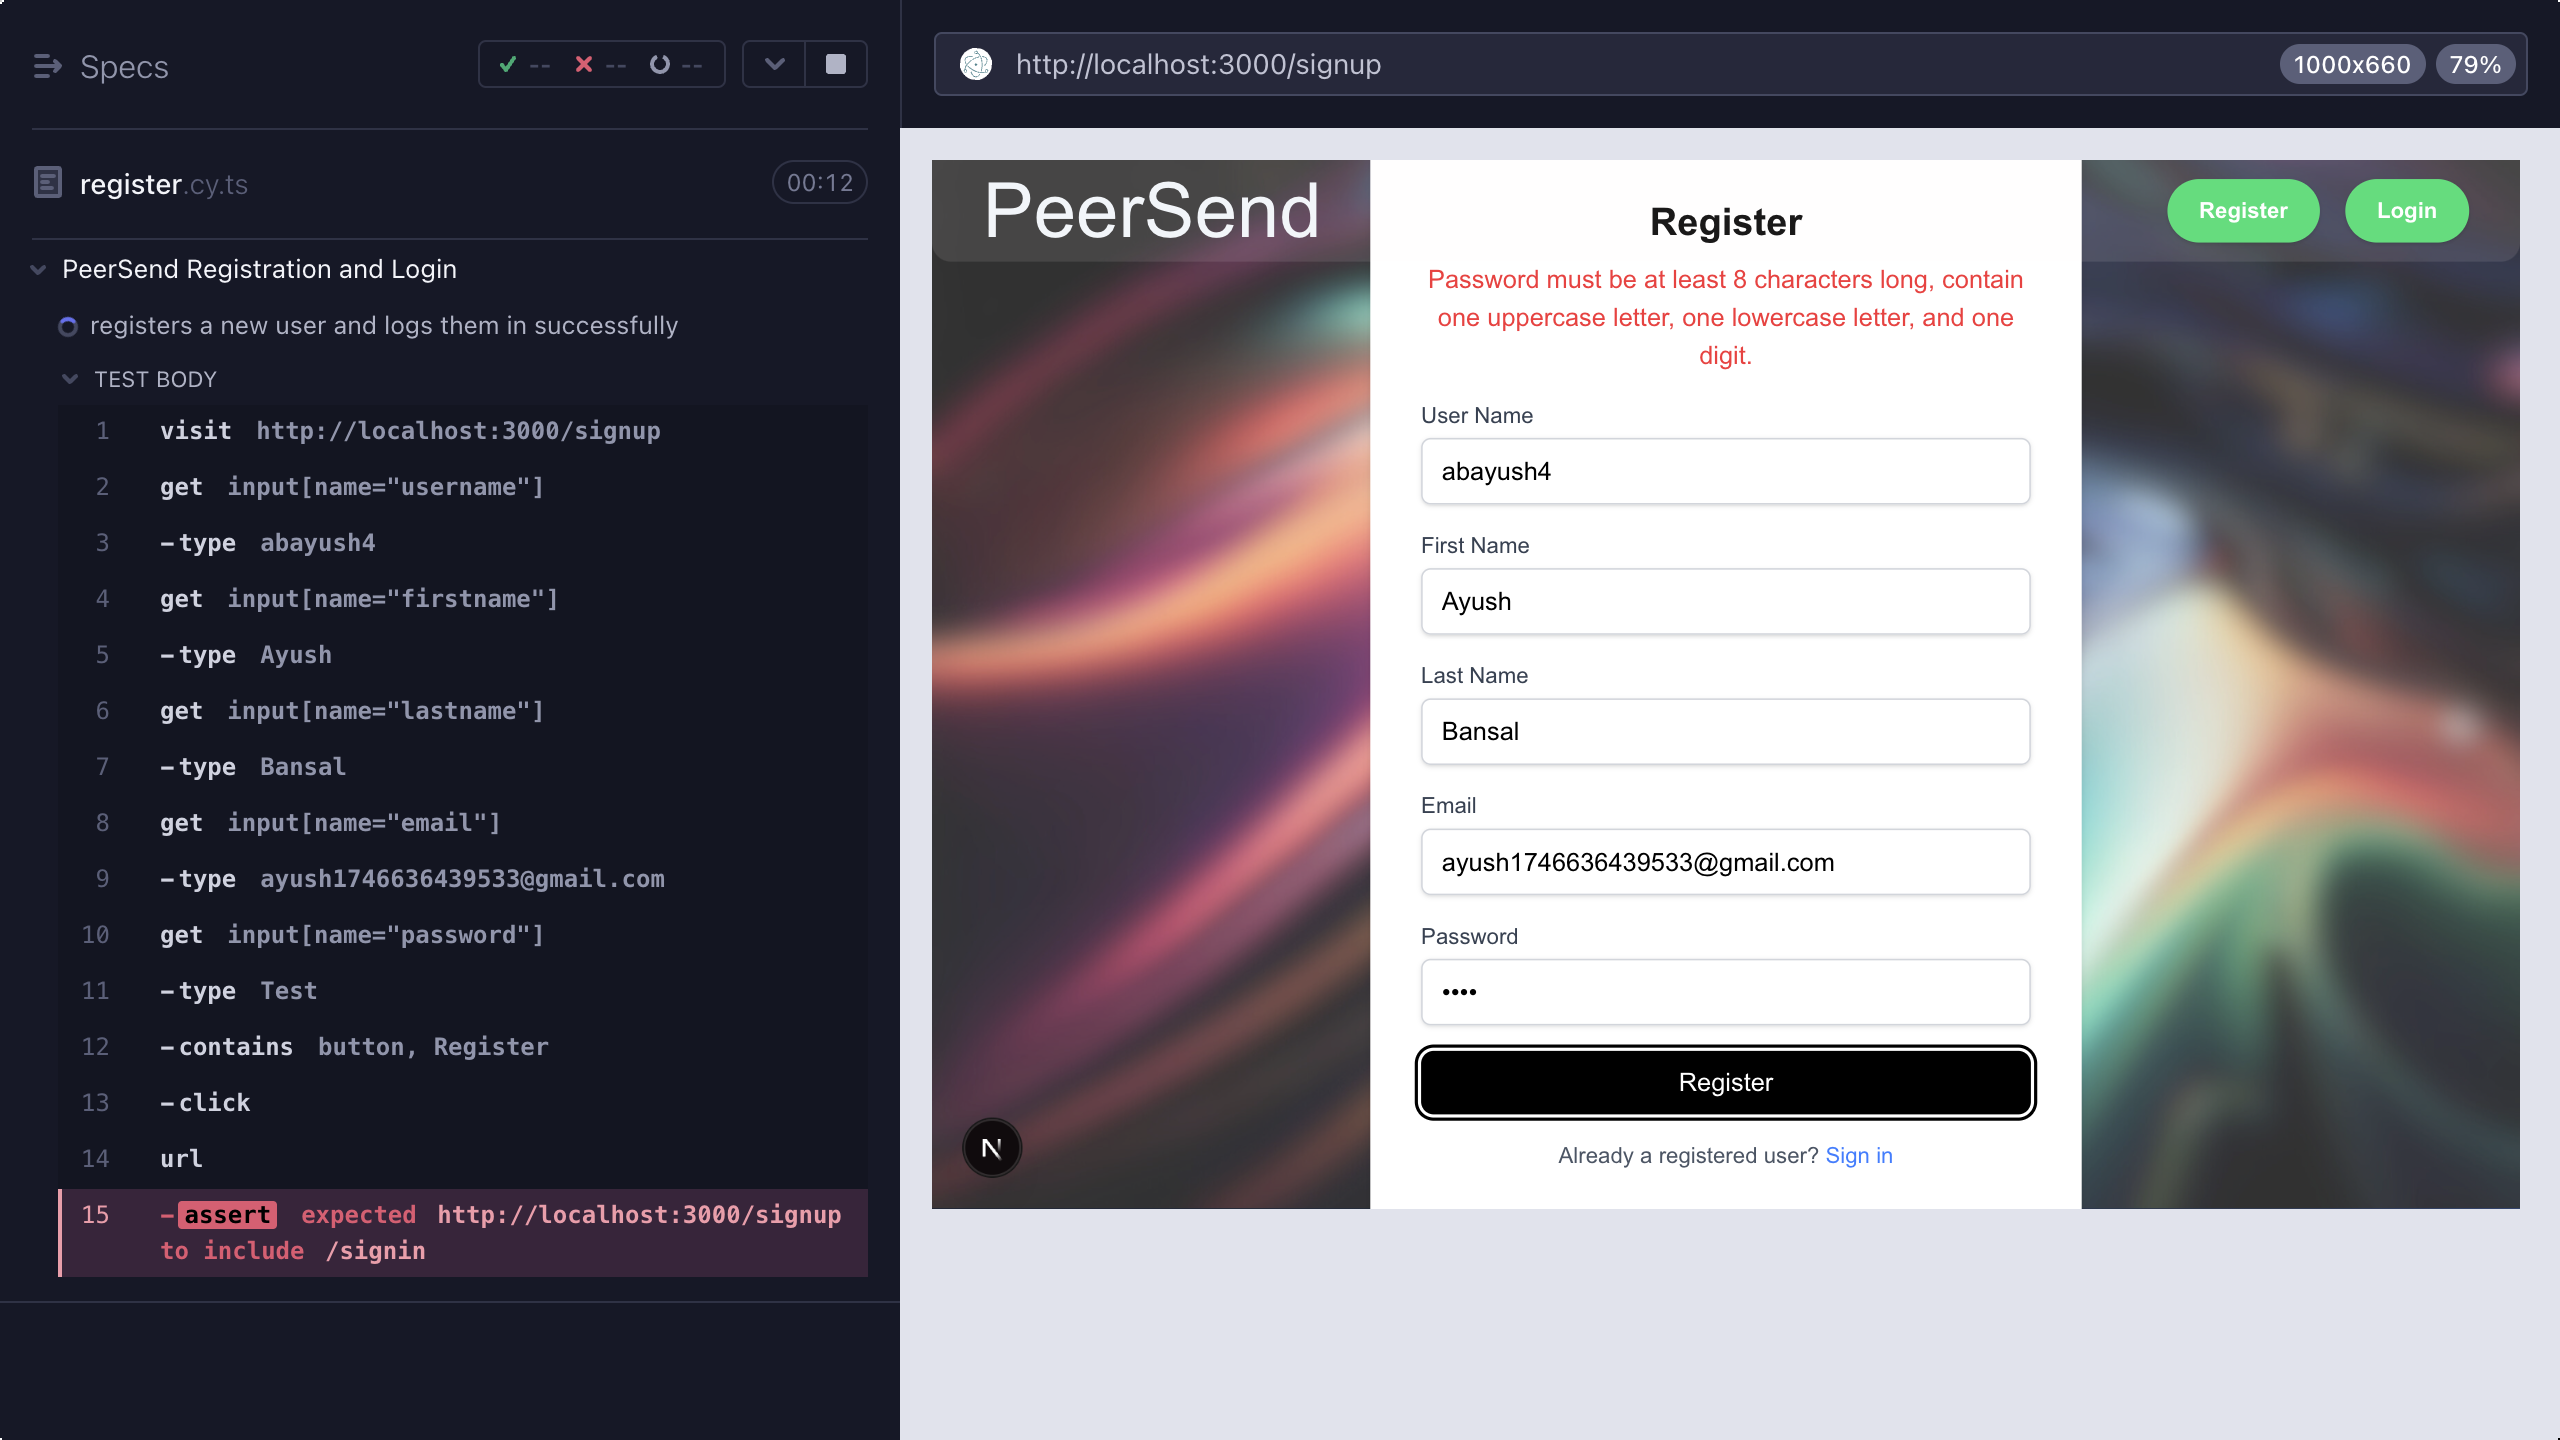 Specs
-- -- --
register.cy.ts 00:12
PeerSend Registration and Login
registers a new user and logs them in successfully
TEST BODY
1 visit http://localhost:3000/signup
2 get input[name="username"]
3 -type abayush4
4 get input[name="firstname"]
5 -type Ayush
6 get input[name="lastname"]
7 -type Bansal
8 get input[name="email"]
9 -type ayush1746636439533@gmail.com
10 get input[name="password"]
11 -type Test
12 -contains button, Register
13 -click
14 url
15 -assert expected http://localhost:3000/signup
to include /signin
http://localhost:3000/signup 1000x660 79%
PeerSend
Register Login
Register
Password must be at least 8 characters long, contain
one uppercase letter, one lowercase letter, and one
digit.
User Name
abayush4
First Name
Ayush
Last Name
Bansal
Email
ayush1746636439533@gmail.com
Password
••••
Register
Already a registered user? Sign in
N